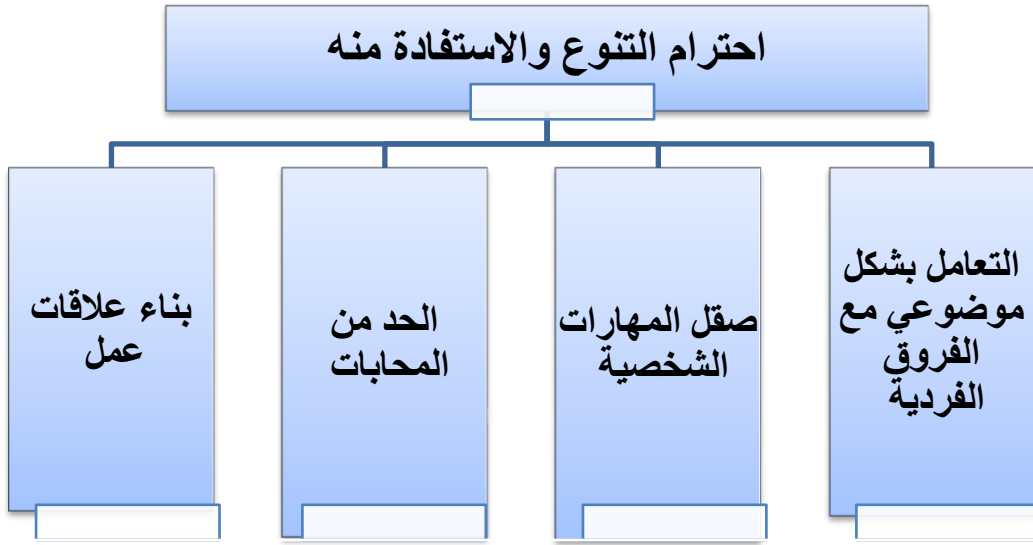 احترام التنوع والاستفادة منه
التعامل بشكل
موضوعي مع
الفروق
الفردية
صقل المهارات
الشخصية
الحد من
المحابات
بناء علاقات
عمل